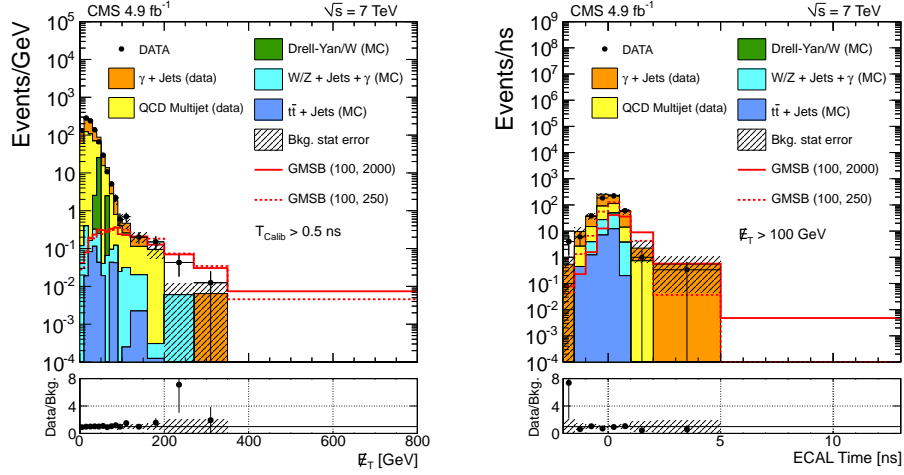 CMS 4.9 fb⁻¹ √s = 7 TeV
Events/GeV
10⁵
10⁴
10³
10²
10
1
10⁻¹
10⁻²
10⁻³
10⁻⁴
DATA
γ + Jets (data)
QCD Multijet (data)
Drell-Yan/W (MC)
W/Z + Jets + γ (MC)
tt̄ + Jets (MC)
Bkg. stat error
GMSB (100, 2000)
GMSB (100, 250)
T_Calib > 0.5 ns
Data/Bkg.
8
4
0
0 200 400 600 800
E̸_T [GeV]
CMS 4.9 fb⁻¹ √s = 7 TeV
Events/ns
10⁹
10⁸
10⁷
10⁶
10⁵
10⁴
10³
10²
10
1
10⁻¹
10⁻²
10⁻³
10⁻⁴
DATA
γ + Jets (data)
QCD Multijet (data)
Drell-Yan/W (MC)
W/Z + Jets + γ (MC)
tt̄ + Jets (MC)
Bkg. stat error
GMSB (100, 2000)
GMSB (100, 250)
E̸_T > 100 GeV
Data/Bkg.
8
4
0
0 5 10
ECAL Time [ns]